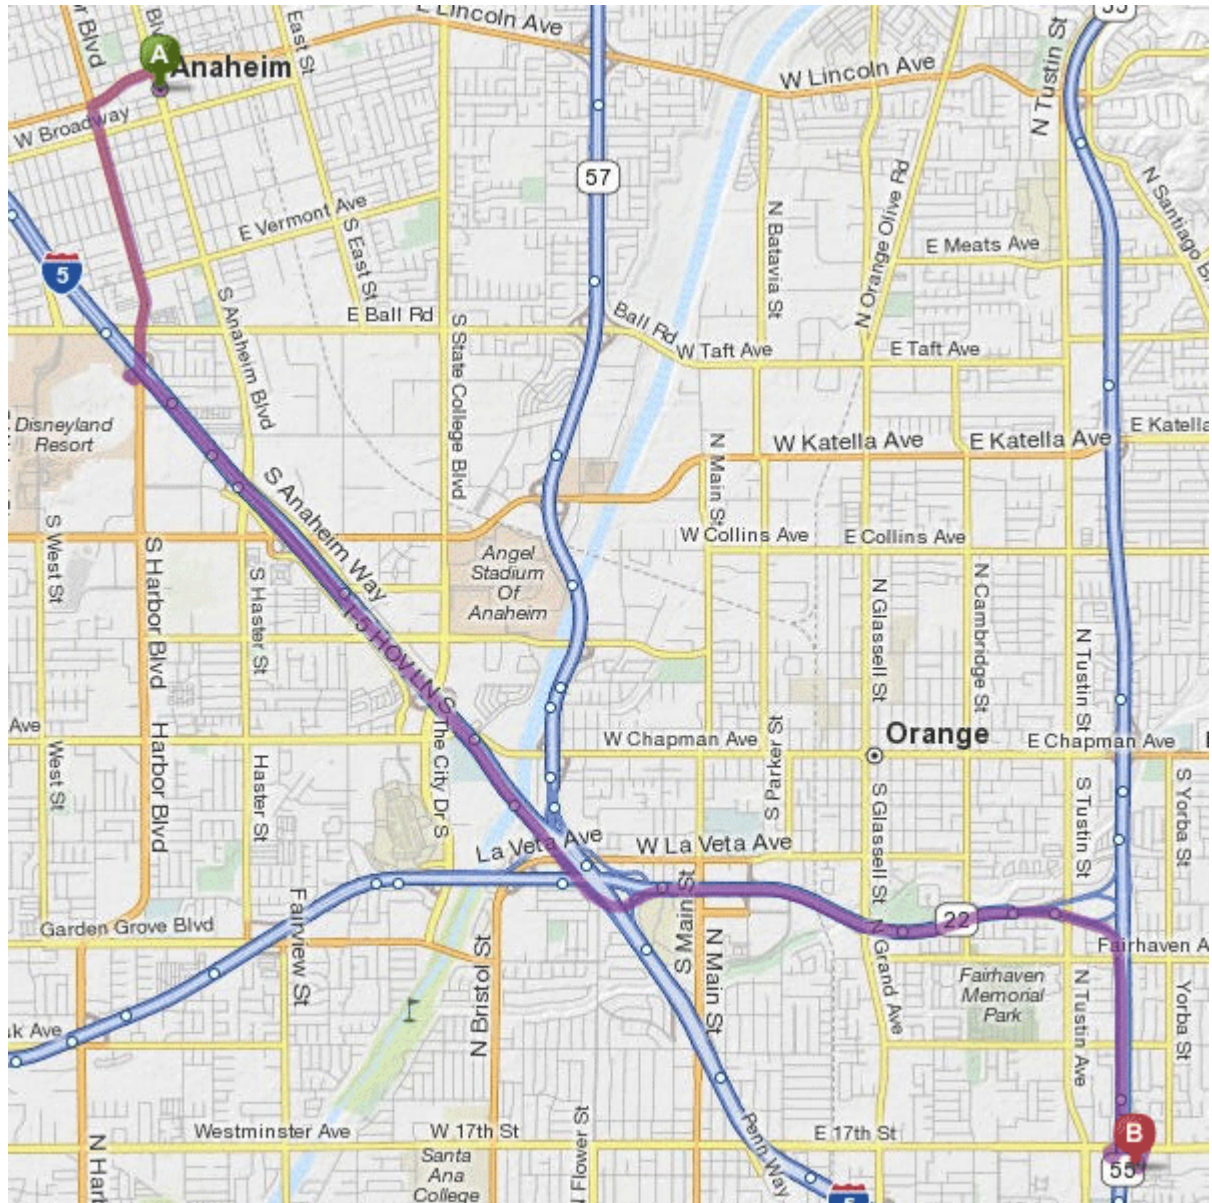 E Lincoln Ave
55
East St
N Tustin St
A
Anaheim
W Lincoln Ave
W Broadway
57
N Santiago
E Vermont Ave
S East St
N Batavia St
N Orange Olive Rd
E Meats Ave
5
S Anaheim Blvd
E Ball Rd
S State College Blvd
Ball Rd
W Taft Ave
E Taft Ave
Disneyland
Resort
W Katella Ave
E Katella Ave
E Katella
N Main St
S Anaheim Way
S West St
S Harbor Blvd
S Haster St
Angel
Stadium
Of
Anaheim
W Collins Ave
E Collins Ave
N Glassell St
N Cambridge St
N Tustin St
I-5 HOV LN S
Ave
West St
Harbor Blvd
Haster St
The City Dr S
W Chapman Ave
S Parker St
Orange
E Chapman Ave
S Glassell St
S Tustin St
S Yorba St
La Veta Ave
W La Veta Ave
Garden Grove Blvd
Fairview St
S Main St
22
N Grand Ave
Fairhaven A
N Bristol St
N Main St
Fairhaven
Memorial
Park
N Tustin Ave
Yorba St
Ave
Westminster Ave
W 17th St
E 17th St
B
N Har
Santa
Ana
College
N Flower St
Penn Way
5
55